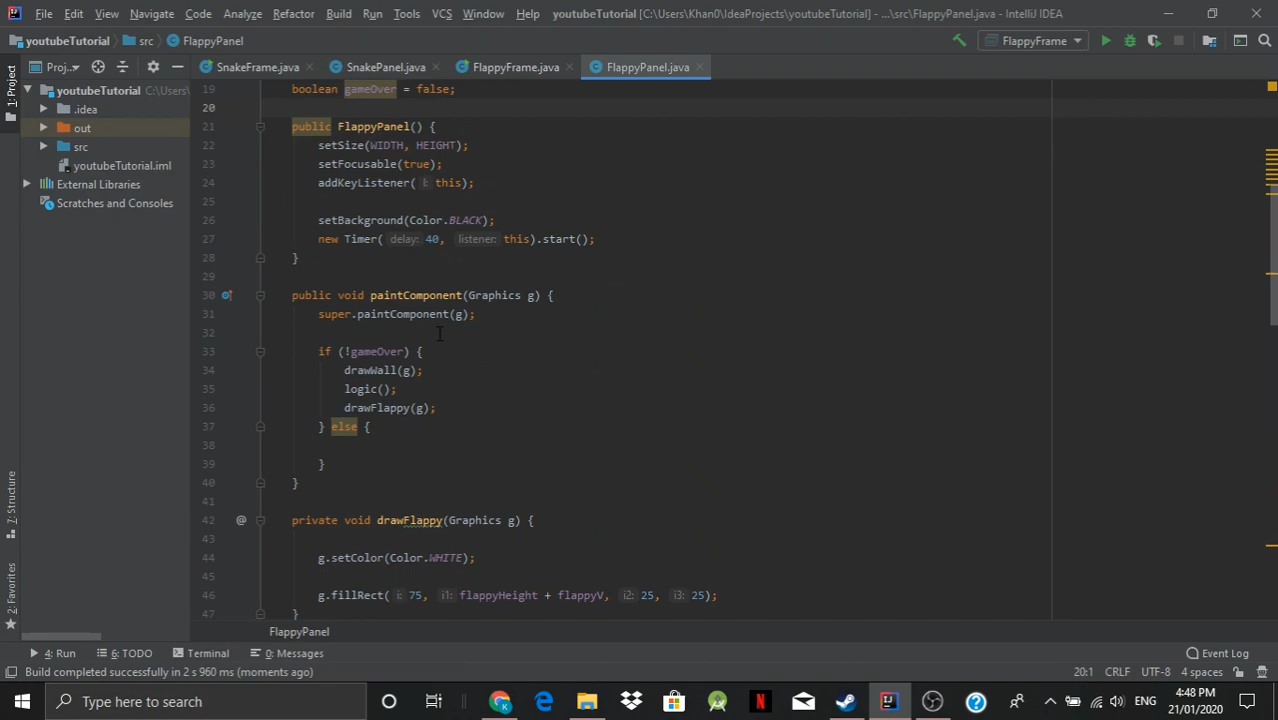 File Edit View Navigate Code Analyze Refactor Build Run Tools VCS Window Help youtubeTutorial [C:\Users\Khan0\IdeaProjects\youtubeTutorial] - ...\src\FlappyPanel.java - IntelliJ IDEA
youtubeTutorial src FlappyPanel FlappyFrame
1: Project Proj... SnakeFrame.java SnakePanel.java FlappyFrame.java FlappyPanel.java
youtubeTutorial C:\Users\
.idea
out
src
youtubeTutorial.iml
External Libraries
Scratches and Consoles
19 boolean gameOver = false;
20
21 public FlappyPanel() {
22 setSize(WIDTH, HEIGHT);
23 setFocusable(true);
24 addKeyListener( l: this);
25
26 setBackground(Color.BLACK);
27 new Timer( delay: 40, listener: this).start();
28 }
29
30 public void paintComponent(Graphics g) {
31 super.paintComponent(g);
32
33 if (!gameOver) {
34 drawWall(g);
35 logic();
36 drawFlappy(g);
37 } else {
38
39 }
40 }
41
42 @ private void drawFlappy(Graphics g) {
43
44 g.setColor(Color.WHITE);
45
46 g.fillRect( i: 75, i1: flappyHeight + flappyV, i2: 25, i3: 25);
47 }
7: Structure
2: Favorites
FlappyPanel
4: Run 6: TODO Terminal 0: Messages Event Log
Build completed successfully in 2 s 960 ms (moments ago) 20:1 CRLF UTF-8 4 spaces
Type here to search ENG 4:48 PM
21/01/2020